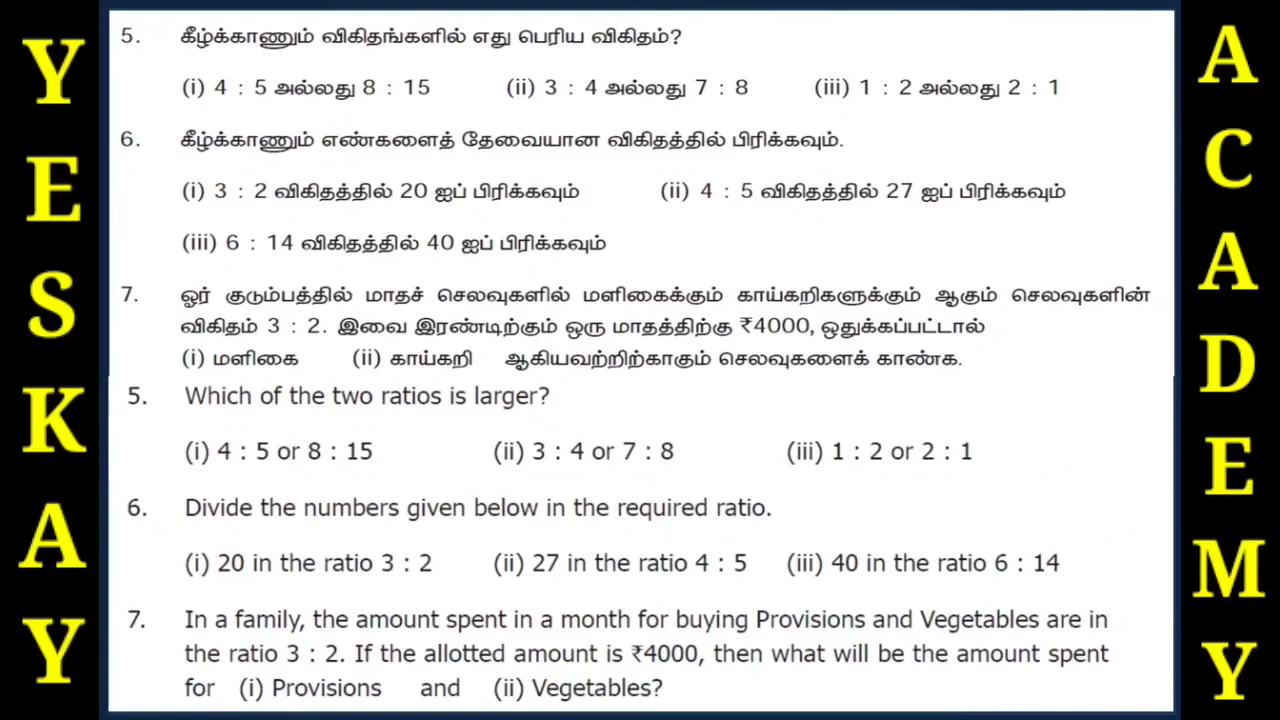 YESKAY
5. கீழ்க்காணும் விகிதங்களில் எது பெரிய விகிதம்?
(i) 4 : 5 அல்லது 8 : 15 (ii) 3 : 4 அல்லது 7 : 8 (iii) 1 : 2 அல்லது 2 : 1
6. கீழ்க்காணும் எண்களைத் தேவையான விகிதத்தில் பிரிக்கவும்.
(i) 3 : 2 விகிதத்தில் 20 ஐப் பிரிக்கவும் (ii) 4 : 5 விகிதத்தில் 27 ஐப் பிரிக்கவும்
(iii) 6 : 14 விகிதத்தில் 40 ஐப் பிரிக்கவும்
7. ஓர் குடும்பத்தில் மாதச் செலவுகளில் மளிகைக்கும் காய்கறிகளுக்கும் ஆகும் செலவுகளின்
விகிதம் 3 : 2. இவை இரண்டிற்கும் ஒரு மாதத்திற்கு ₹4000, ஒதுக்கப்பட்டால்
(i) மளிகை (ii) காய்கறி ஆகியவற்றிற்காகும் செலவுகளைக் காண்க.
5. Which of the two ratios is larger?
(i) 4 : 5 or 8 : 15 (ii) 3 : 4 or 7 : 8 (iii) 1 : 2 or 2 : 1
6. Divide the numbers given below in the required ratio.
(i) 20 in the ratio 3 : 2 (ii) 27 in the ratio 4 : 5 (iii) 40 in the ratio 6 : 14
7. In a family, the amount spent in a month for buying Provisions and Vegetables are in
the ratio 3 : 2. If the allotted amount is ₹4000, then what will be the amount spent
for (i) Provisions and (ii) Vegetables?
ACADEMY